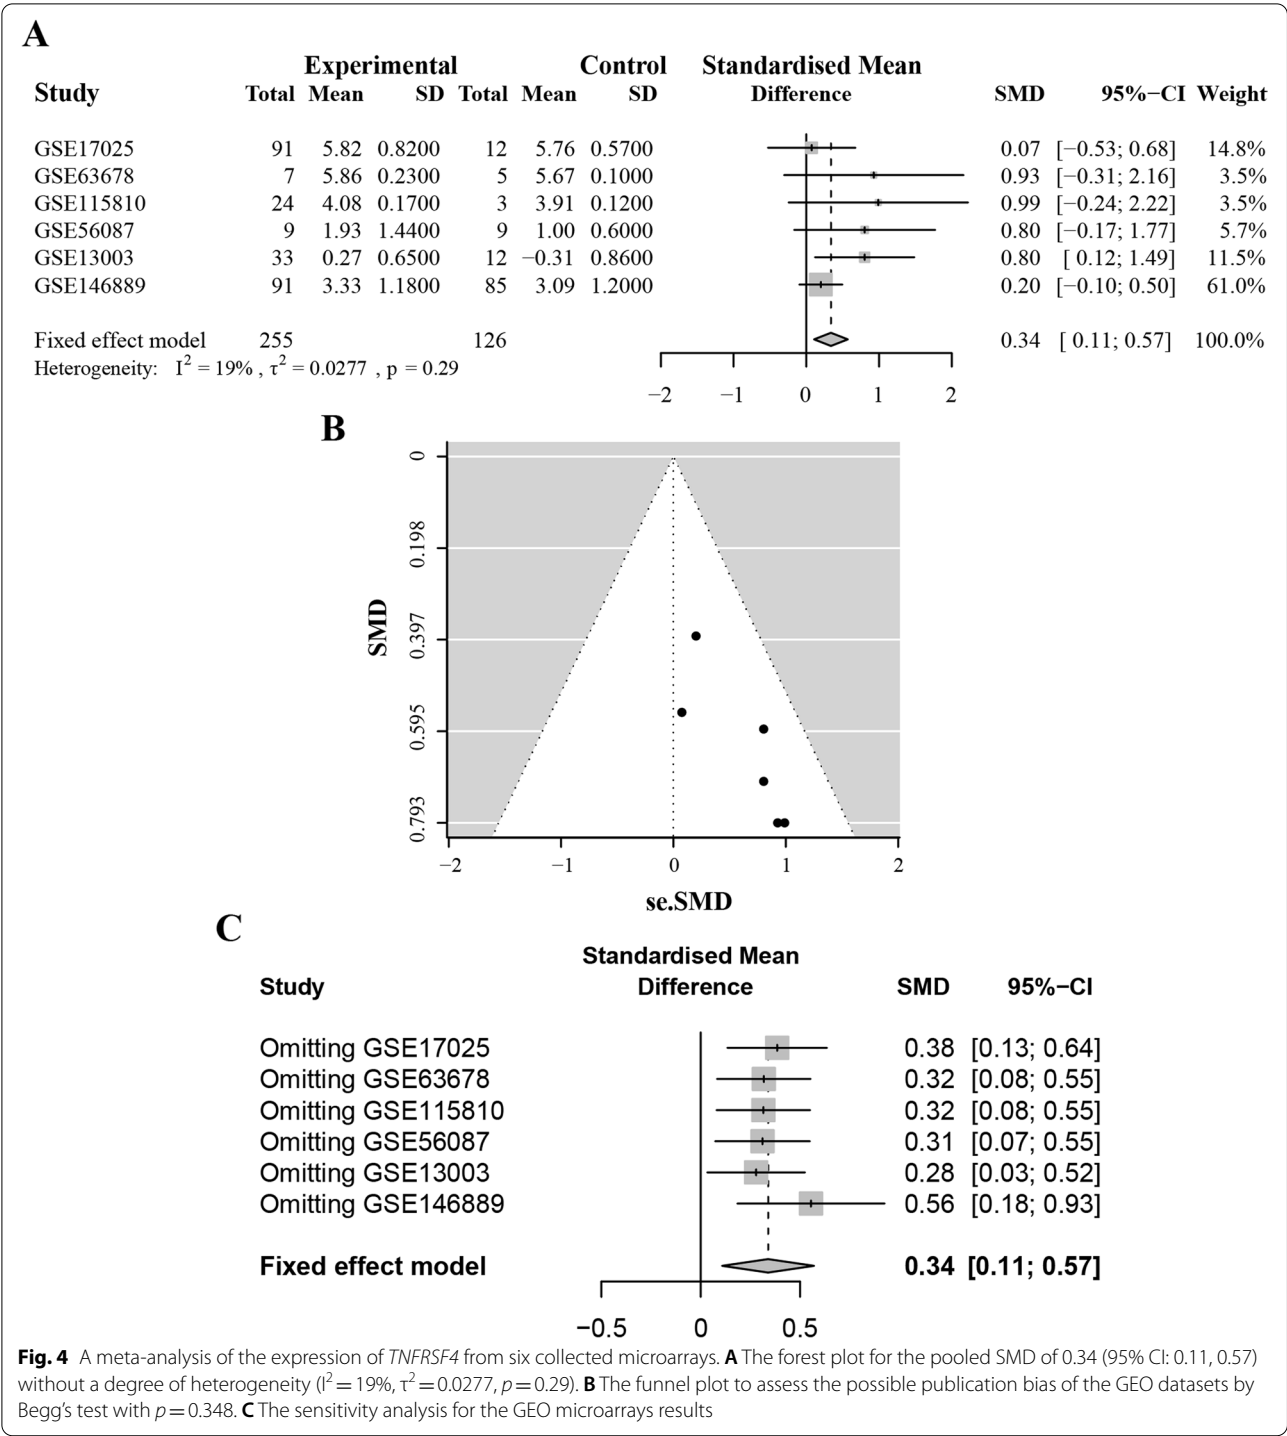 A
Experimental Control Standardised Mean
Study Total Mean SD Total Mean SD Difference SMD 95%−CI Weight
GSE17025 91 5.82 0.8200 12 5.76 0.5700 0.07 [−0.53; 0.68] 14.8%
GSE63678 7 5.86 0.2300 5 5.67 0.1000 0.93 [−0.31; 2.16] 3.5%
GSE115810 24 4.08 0.1700 3 3.91 0.1200 0.99 [−0.24; 2.22] 3.5%
GSE56087 9 1.93 1.4400 9 1.00 0.6000 0.80 [−0.17; 1.77] 5.7%
GSE13003 33 0.27 0.6500 12 −0.31 0.8600 0.80 [ 0.12; 1.49] 11.5%
GSE146889 91 3.33 1.1800 85 3.09 1.2000 0.20 [−0.10; 0.50] 61.0%
Fixed effect model 255 126 0.34 [ 0.11; 0.57] 100.0%
Heterogeneity: I² = 19% , τ² = 0.0277 , p = 0.29
−2 −1 0 1 2
B
0
0.198
0.397
0.595
0.793
SMD
−2 −1 0 1 2
se.SMD
C
Standardised Mean
Study Difference SMD 95%−CI
Omitting GSE17025 0.38 [0.13; 0.64]
Omitting GSE63678 0.32 [0.08; 0.55]
Omitting GSE115810 0.32 [0.08; 0.55]
Omitting GSE56087 0.31 [0.07; 0.55]
Omitting GSE13003 0.28 [0.03; 0.52]
Omitting GSE146889 0.56 [0.18; 0.93]
Fixed effect model 0.34 [0.11; 0.57]
−0.5 0 0.5
Fig. 4 A meta-analysis of the expression of TNFRSF4 from six collected microarrays. A The forest plot for the pooled SMD of 0.34 (95% CI: 0.11, 0.57)
without a degree of heterogeneity (I² = 19%, τ² = 0.0277, p = 0.29). B The funnel plot to assess the possible publication bias of the GEO datasets by
Begg's test with p = 0.348. C The sensitivity analysis for the GEO microarrays results